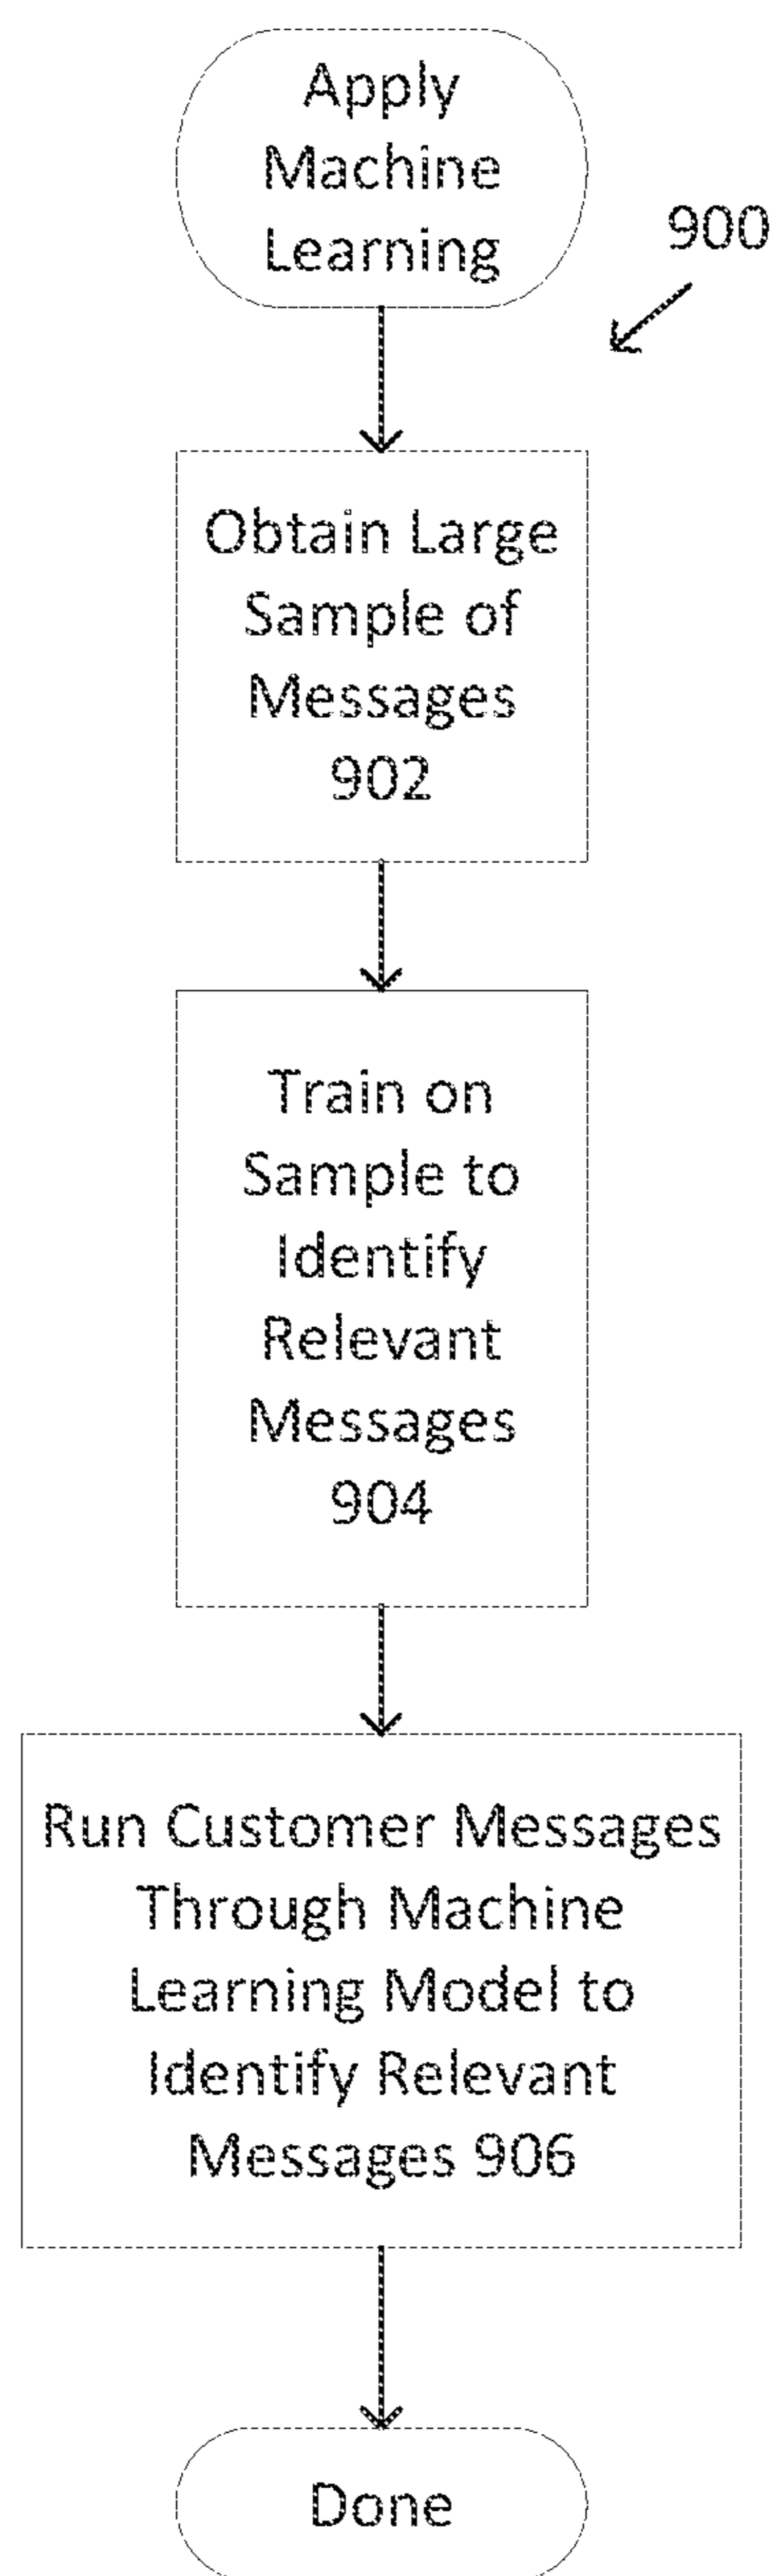 Apply
Machine
Learning
900
Obtain Large
Sample of
Messages
902
Train on
Sample to
Identify
Relevant
Messages
904
Run Customer Messages
Through Machine
Learning Model to
Identify Relevant
Messages 906
Done